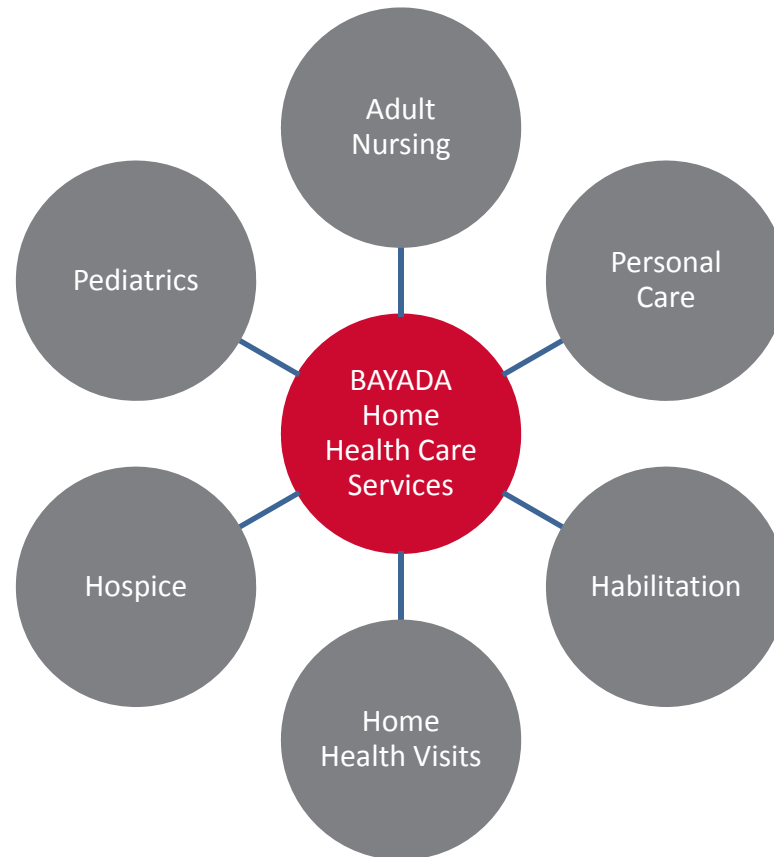 Adult
Nursing
Pediatrics
Personal
Care
BAYADA
Home
Health Care
Services
Hospice
Habilitation
Home
Health Visits